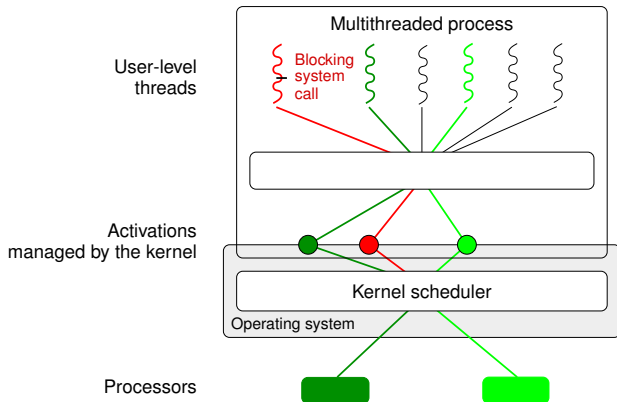 Multithreaded process
User-level
threads
Blocking
system
call
Activations
managed by the kernel
Kernel scheduler
Operating system
Processors